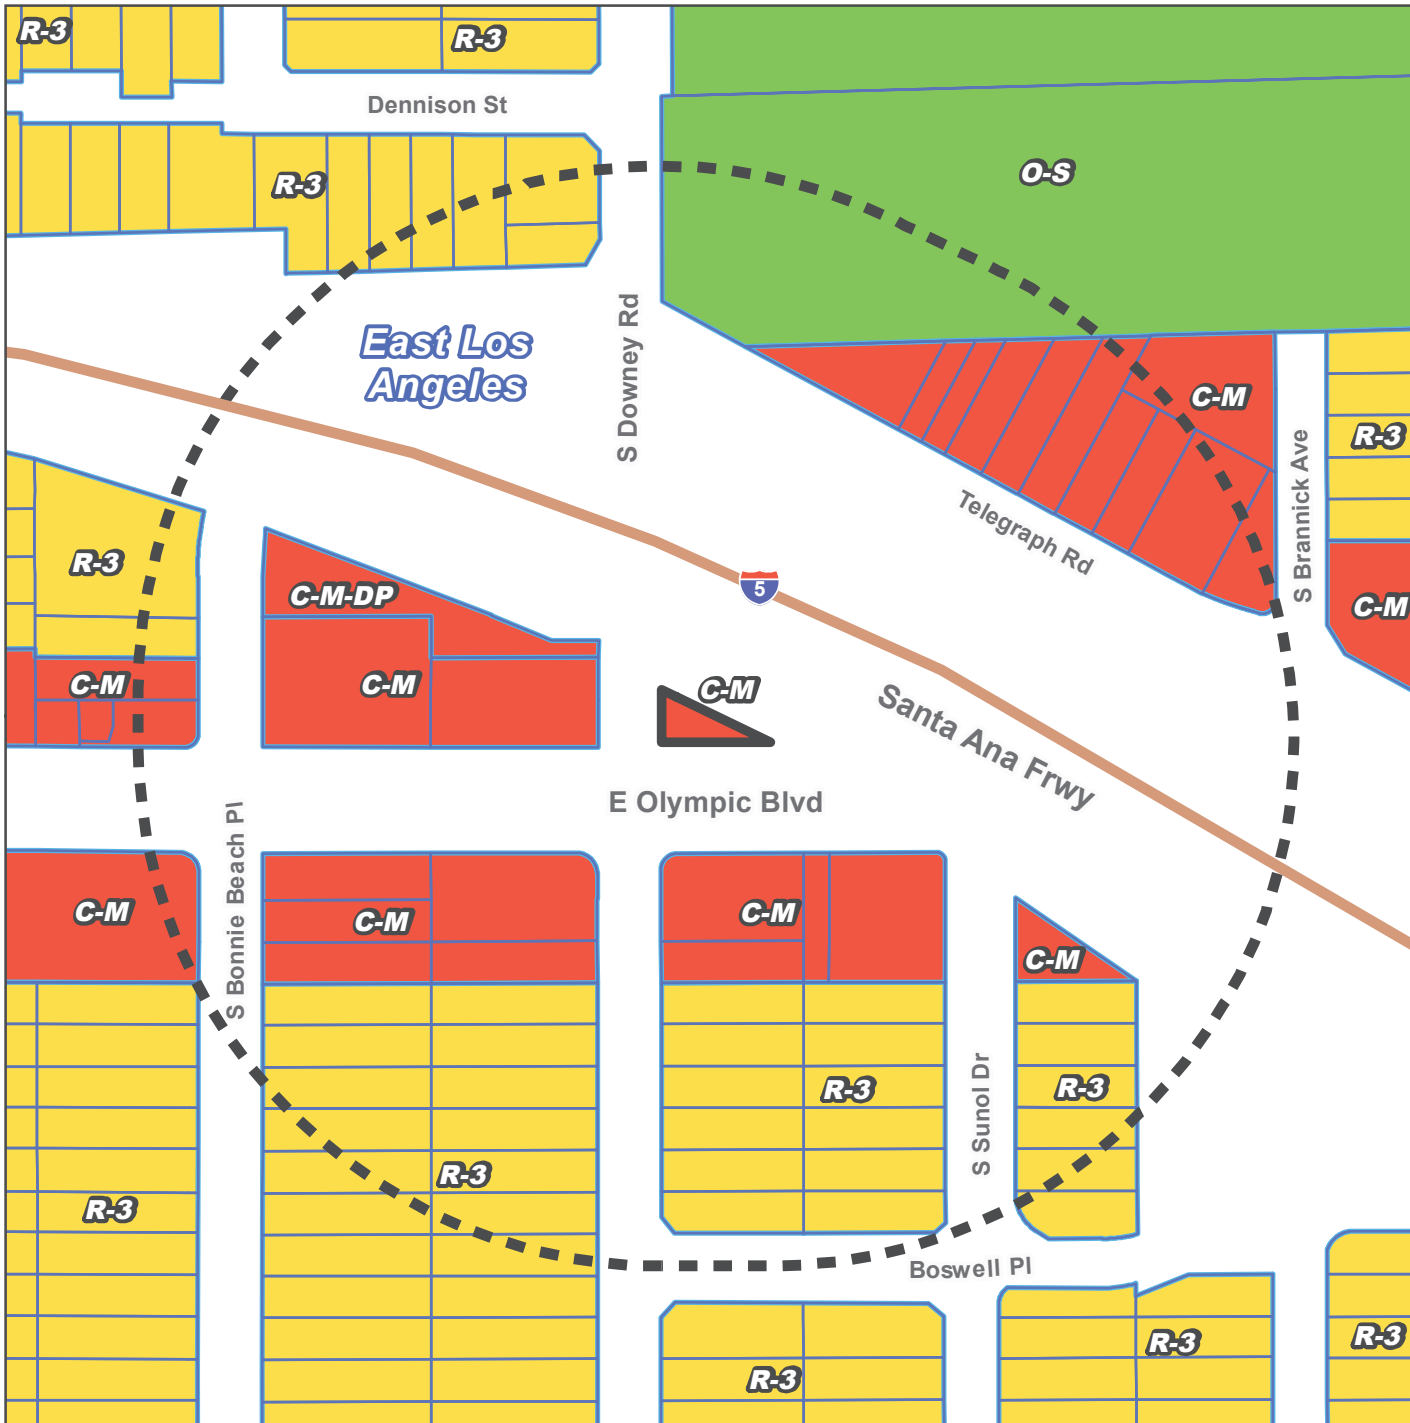 R-3
R-3
Dennison St
R-3
O-S
East Los
Angeles
S Downey Rd
C-M
R-3
S Brannick Ave
Telegraph Rd
R-3
C-M-DP
5
C-M
C-M
C-M
C-M
Santa Ana Frwy
E Olympic Blvd
S Bonnie Beach Pl
C-M
C-M
C-M
C-M
R-3
R-3
S Sunol Dr
R-3
R-3
Boswell Pl
R-3
R-3
R-3